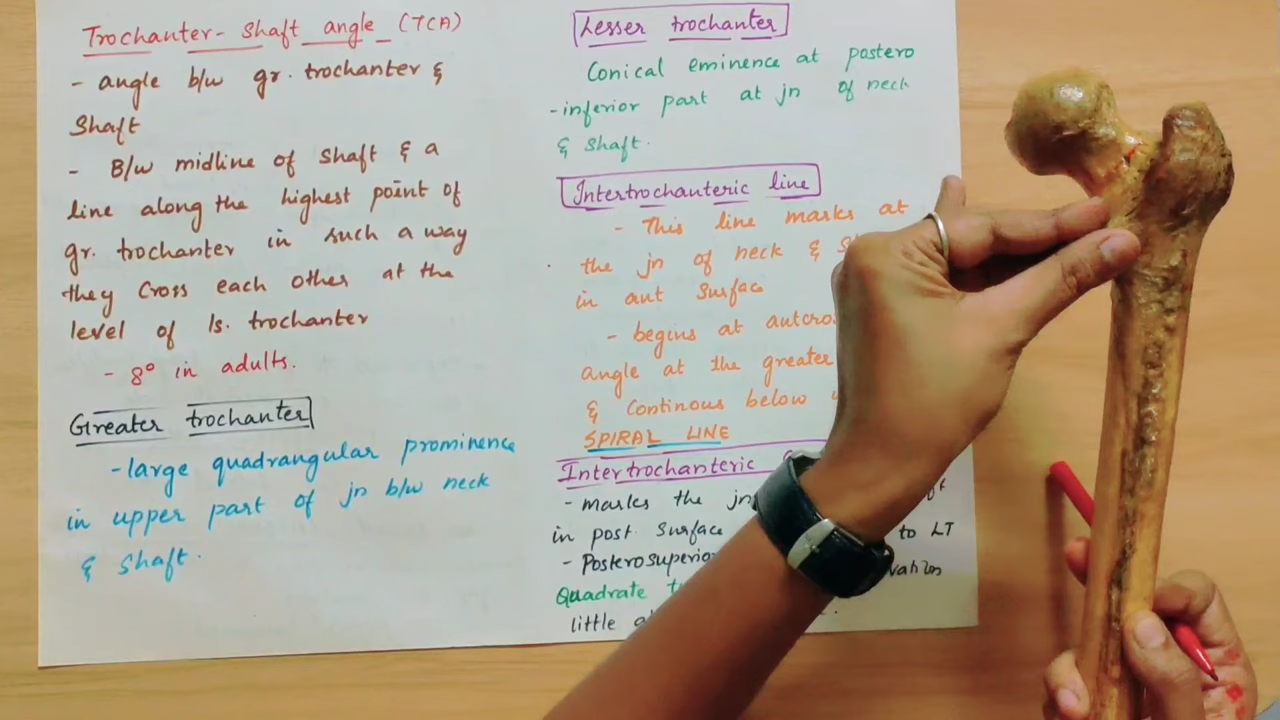 Trochanter-Shaft angle (TCA)
- angle b/w gr. trochanter &
Shaft
- B/w midline of Shaft & a
line along the highest point of
gr. trochanter in such a way
they Cross each other at the
level of ls. trochanter
- 8° in adults.
Greater trochanter
- large quadrangular prominence
in upper part of jn b/w neck
& Shaft.
Lesser trochanter
Conical eminence at postero
-inferior part at jn of neck
& Shaft.
Intertrochanteric line
- This line marks at
the jn of neck &
in ant Surface
- begins at
angle at the greater
& Continous below
SPIRAL LINE
Intertrochanteric
- marks the jn
in post. Surface to LT
- Posterosuperio
Quadrate
little